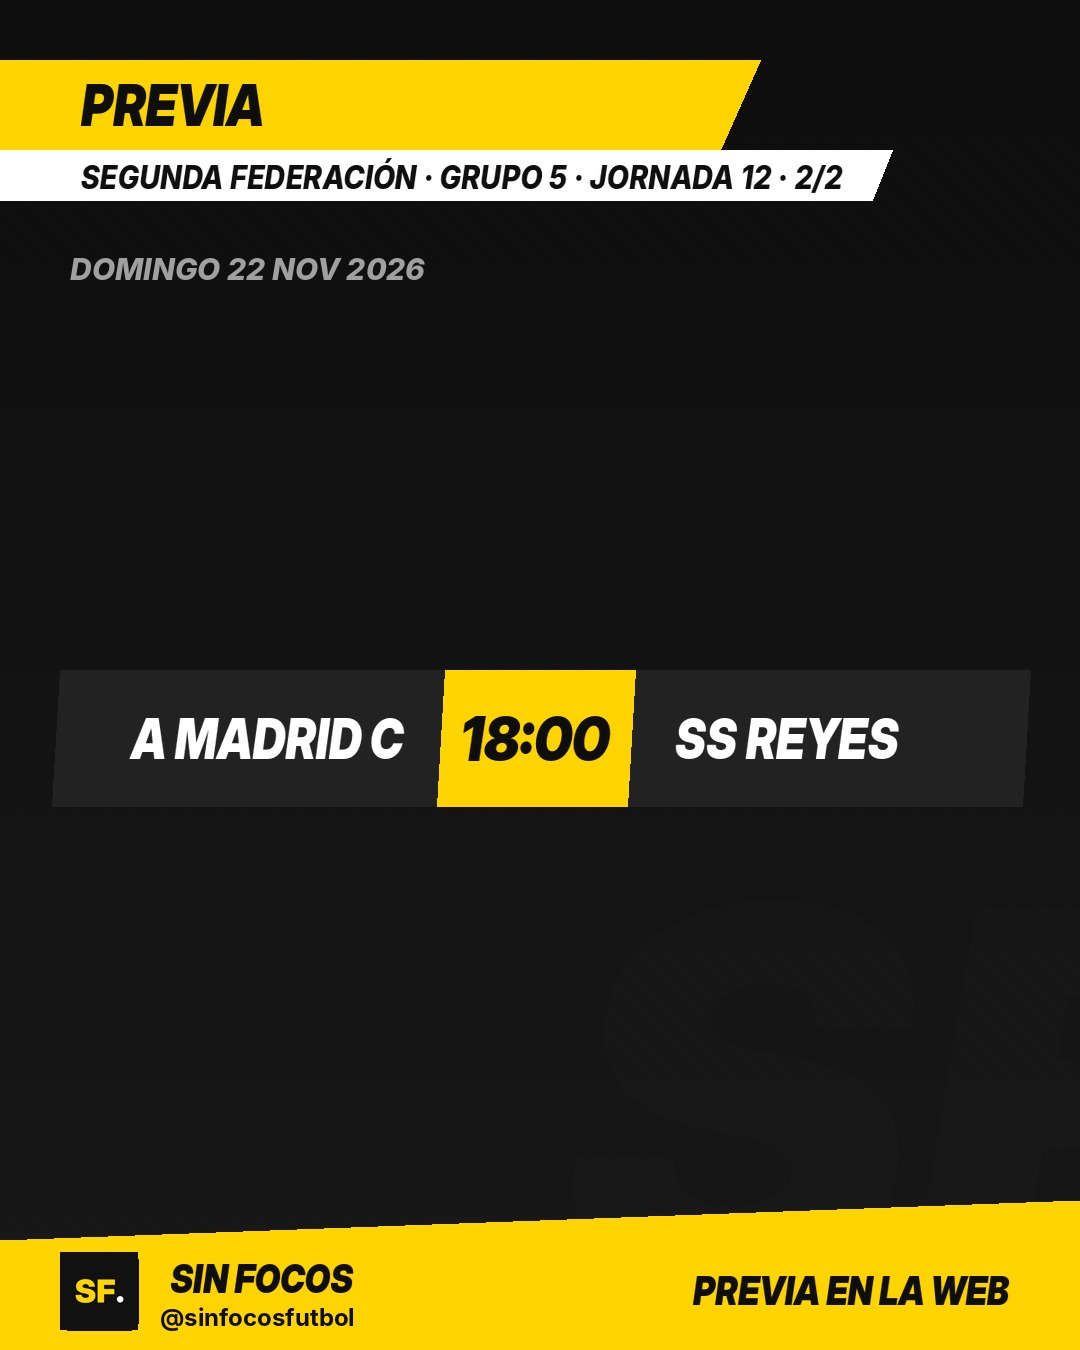 PREVIA
SEGUNDA FEDERACIÓN · GRUPO 5 · JORNADA 12 · 2/2
DOMINGO 22 NOV 2026
A MADRID C 18:00 SS REYES
SF
SF.
SIN FOCOS
@sinfocosfutbol
PREVIA EN LA WEB